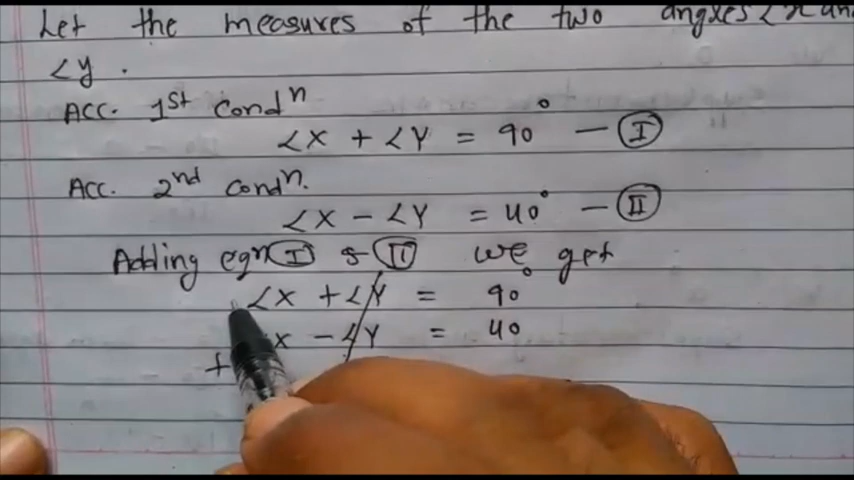 Let the measures of the two angles ∠x an
∠y .
Acc. 1st condn
∠X + ∠Y = 90° — I
Acc. 2nd condn.
∠X - ∠Y = 40° — II
Adding eqn I & II we get
∠X + ∠Y = 90°
x - ∠Y = 40
+